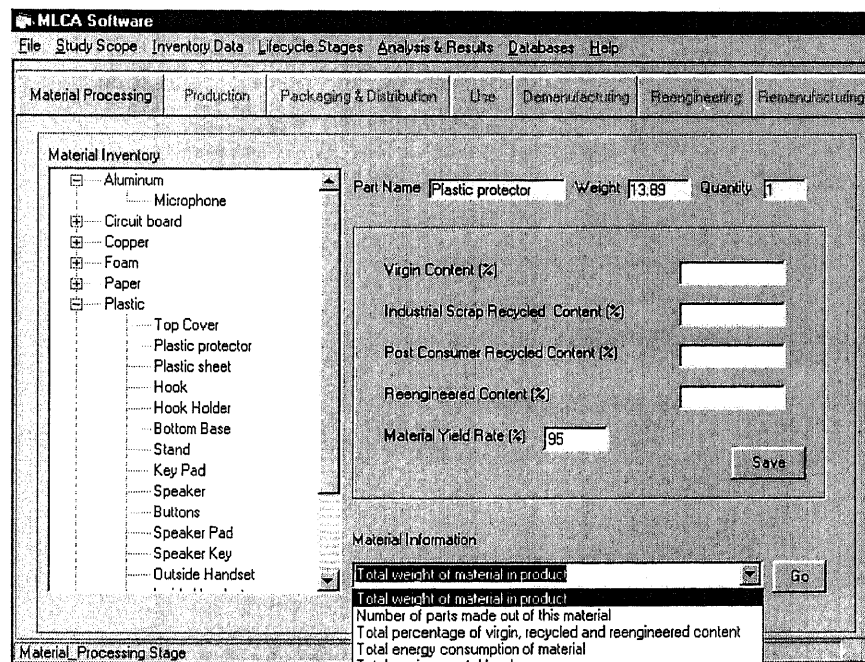 MLCA Software
File Study Scope Inventory Data Lifecycle Stages Analysis & Results Databases Help
Material Processing Production Packaging & Distribution Use Demanufacturing Reengineering Remanufacturing
Material Inventory
Aluminum
Microphone
Circuit board
Copper
Foam
Paper
Plastic
Top Cover
Plastic protector
Plastic sheet
Hook
Hook Holder
Bottom Base
Stand
Key Pad
Speaker
Buttons
Speaker Pad
Speaker Key
Outside Handset
Part Name Plastic protector Weight 13.89 Quantity 1
Virgin Content (%)
Industrial Scrap Recycled Content (%)
Post Consumer Recycled Content (%)
Reengineered Content (%)
Material Yield Rate (%) 95
Save
Material Information
Total weight of material in product Go
Total weight of material in product
Number of parts made out of this material
Total percentage of virgin, recycled and reengineered content
Total energy consumption of material
Material_Processing Stage